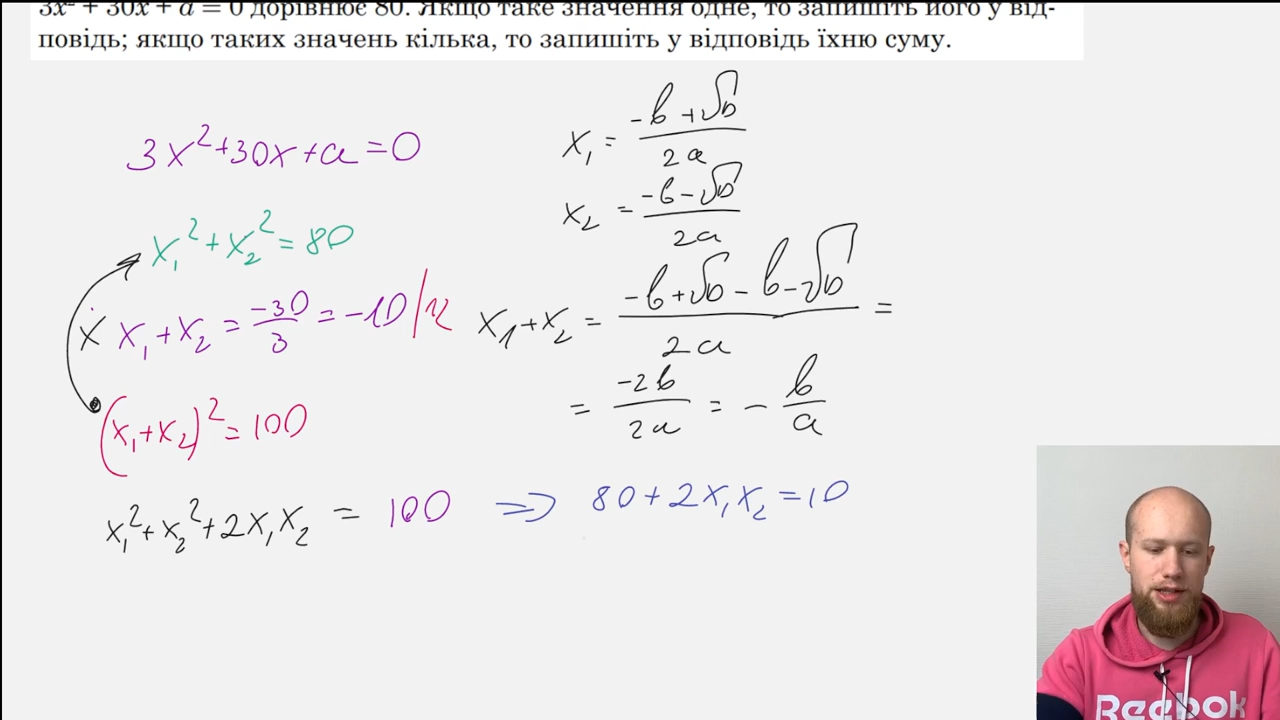 3x² + 30x + a = 0 дорівнює 80. Якщо таке значення одне, то запишіть його у від-
повідь; якщо таких значень кілька, то запишіть у відповідь їхню суму.
3x²+30x+a=0
x₁²+x₂²=80
x₁+x₂ = -30/3 = -10
(x₁+x₂)²=100
x₁²+x₂²+2x₁x₂ = 100 => 80+2x₁x₂=10
x₁ = (-b+√D)/2a
x₂ = (-b-√D)/2a
x₁+x₂ = (-b+√D-b-√D)/2a =
= -2b/2a = -b/a
Reebok